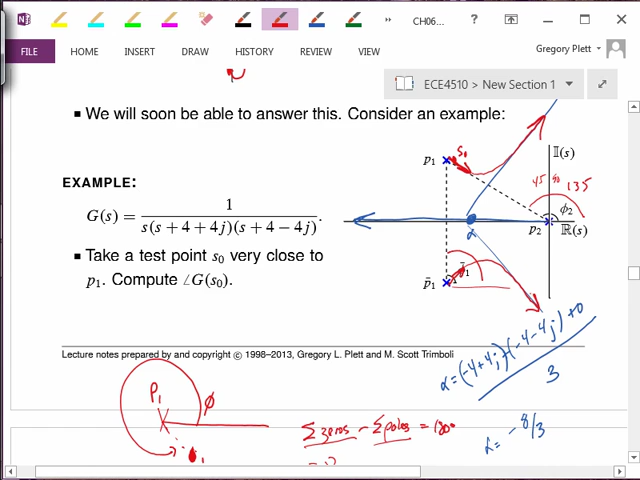 CH06...
Gregory Plett
FILE HOME INSERT DRAW HISTORY REVIEW VIEW
ECE4510 > New Section 1
We will soon be able to answer this. Consider an example:
p₁ s₀ 𝕀(s)
45 90 135
EXAMPLE:
G(s) = 1 / s(s + 4 + 4j)(s + 4 − 4j).
ϕ₂
α p₂ ℝ(s)
Take a test point s₀ very close to
p₁. Compute ∠G(s₀).
p̄₁
α = (-4+4j)+(-4-4j)+0 / 3
Lecture notes prepared by and copyright © 1998–2013, Gregory L. Plett and M. Scott Trimboli
P₁ φ
Σ zeros − Σ poles = 180°
α = -8/3